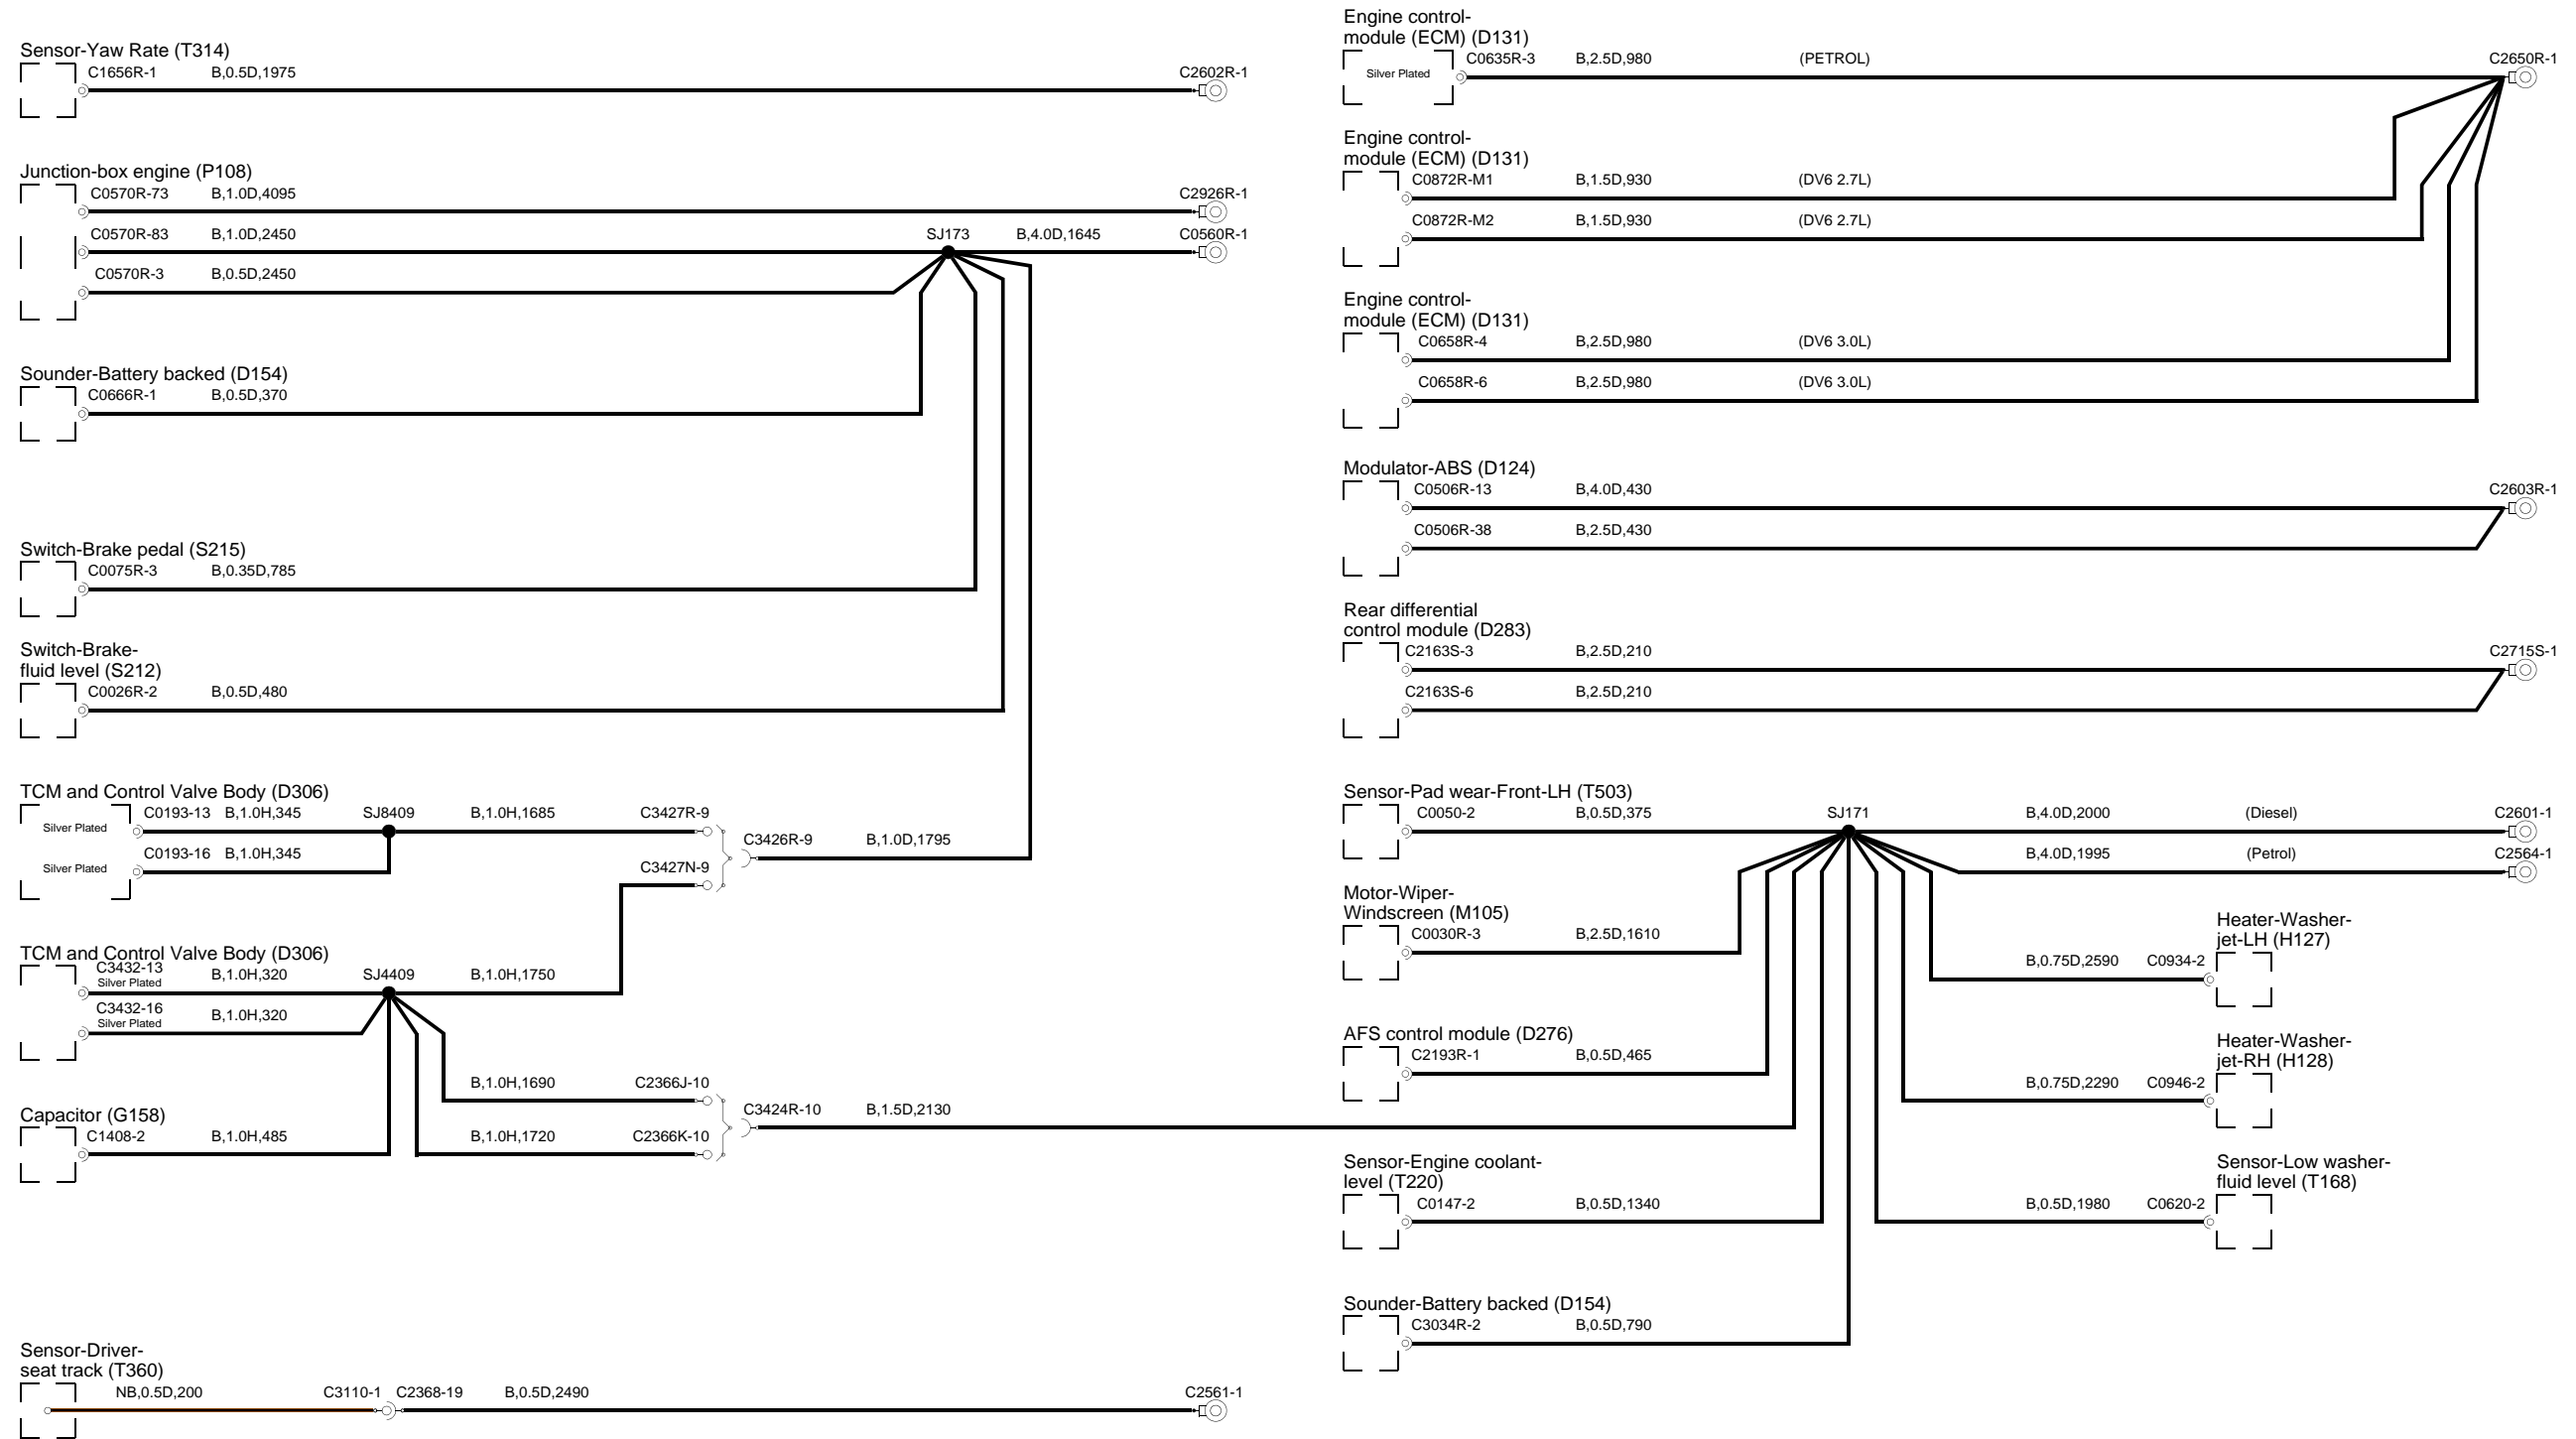 Sensor-Yaw Rate (T314)
C1656R-1 B,0.5D,1975 C2602R-1
Junction-box engine (P108)
C0570R-73 B,1.0D,4095 C2926R-1
C0570R-83 B,1.0D,2450 SJ173 B,4.0D,1645 C0560R-1
C0570R-3 B,0.5D,2450
Sounder-Battery backed (D154)
C0666R-1 B,0.5D,370
Switch-Brake pedal (S215)
C0075R-3 B,0.35D,785
Switch-Brake-
fluid level (S212)
C0026R-2 B,0.5D,480
TCM and Control Valve Body (D306)
Silver Plated C0193-13 B,1.0H,345 SJ8409 B,1.0H,1685 C3427R-9
C3426R-9 B,1.0D,1795
Silver Plated C0193-16 B,1.0H,345
C3427N-9
TCM and Control Valve Body (D306)
C3432-13 B,1.0H,320 SJ4409 B,1.0H,1750
Silver Plated
C3432-16 B,1.0H,320
Silver Plated
B,1.0H,1690 C2366J-10
C3424R-10 B,1.5D,2130
Capacitor (G158)
C1408-2 B,1.0H,485 B,1.0H,1720 C2366K-10
Sensor-Driver-
seat track (T360)
NB,0.5D,200 C3110-1 C2368-19 B,0.5D,2490 C2561-1
Engine control-
module (ECM) (D131)
Silver Plated C0635R-3 B,2.5D,980 (PETROL) C2650R-1
Engine control-
module (ECM) (D131)
C0872R-M1 B,1.5D,930 (DV6 2.7L)
C0872R-M2 B,1.5D,930 (DV6 2.7L)
Engine control-
module (ECM) (D131)
C0658R-4 B,2.5D,980 (DV6 3.0L)
C0658R-6 B,2.5D,980 (DV6 3.0L)
Modulator-ABS (D124)
C0506R-13 B,4.0D,430 C2603R-1
C0506R-38 B,2.5D,430
Rear differential
control module (D283)
C2163S-3 B,2.5D,210 C2715S-1
C2163S-6 B,2.5D,210
Sensor-Pad wear-Front-LH (T503)
C0050-2 B,0.5D,375 SJ171 B,4.0D,2000 (Diesel) C2601-1
B,4.0D,1995 (Petrol) C2564-1
Motor-Wiper-
Windscreen (M105)
C0030R-3 B,2.5D,1610
Heater-Washer-
jet-LH (H127)
B,0.75D,2590 C0934-2
AFS control module (D276)
C2193R-1 B,0.5D,465
Heater-Washer-
jet-RH (H128)
B,0.75D,2290 C0946-2
Sensor-Engine coolant-
level (T220)
C0147-2 B,0.5D,1340
Sensor-Low washer-
fluid level (T168)
B,0.5D,1980 C0620-2
Sounder-Battery backed (D154)
C3034R-2 B,0.5D,790